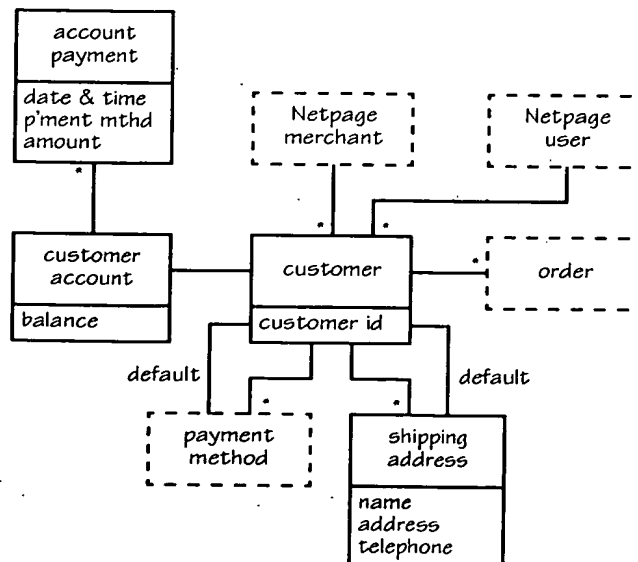 account
payment
date & time
p'ment mthd
amount
*
Netpage
merchant
*
Netpage
user
*
customer
account
balance
customer
customer id
*
order
default
*
payment
method
*
default
shipping
address
name
address
telephone